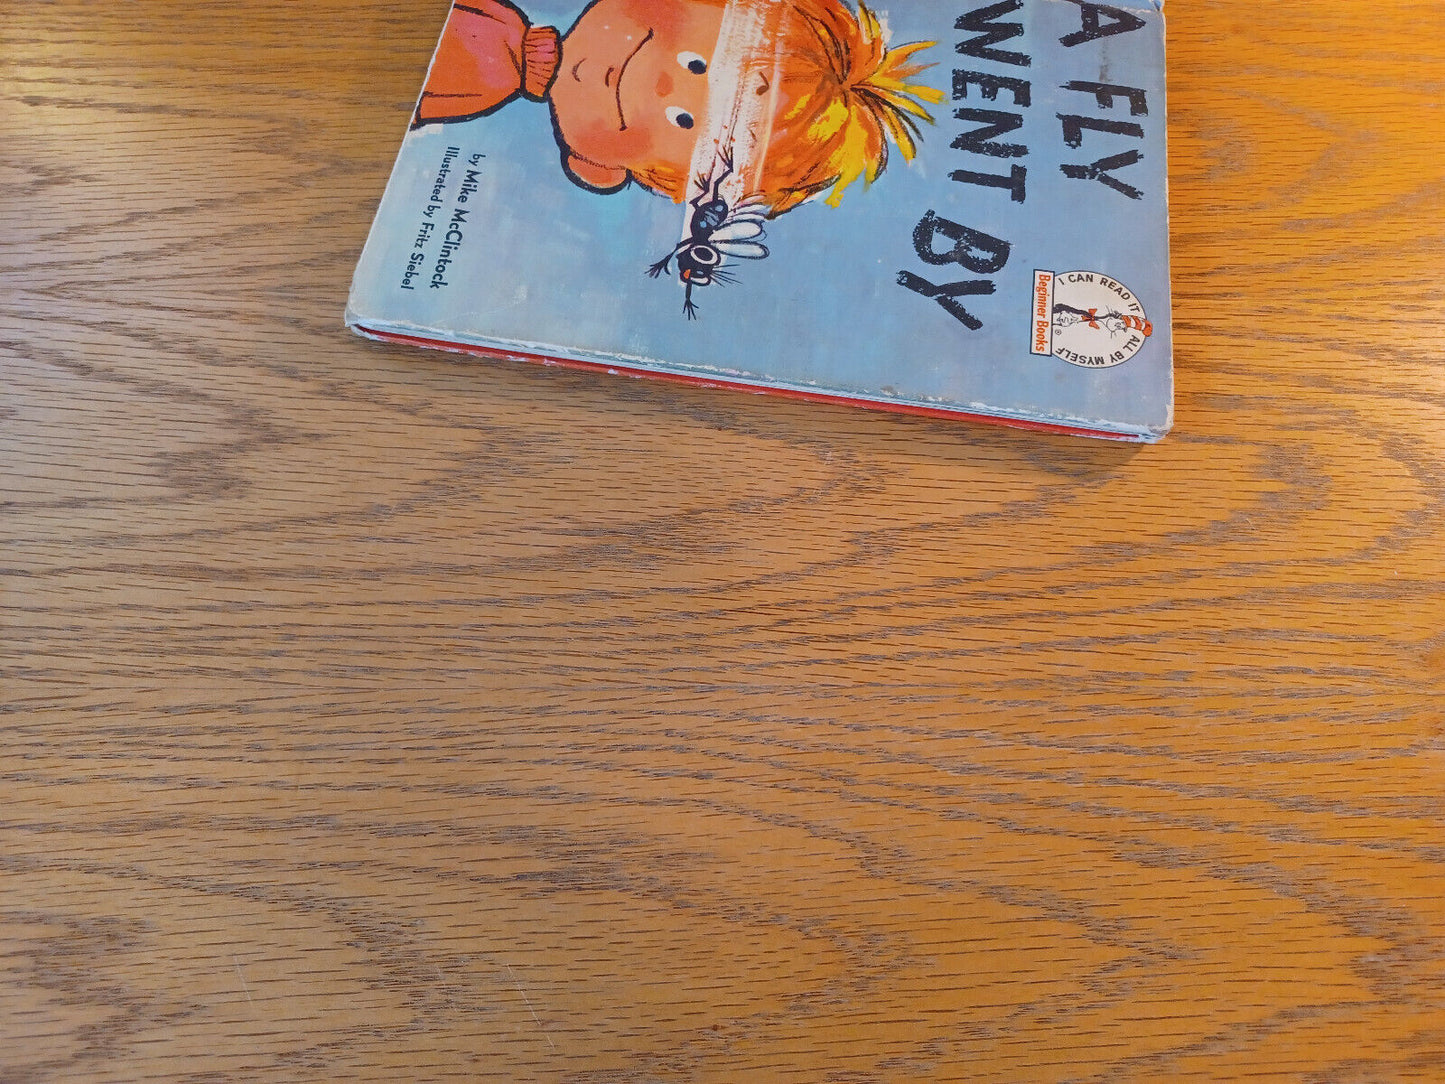 A FLY
WENT BY
I CAN READ IT ALL BY MYSELF
Beginner Books
®
by Mike McClintock
Illustrated by Fritz Siebel